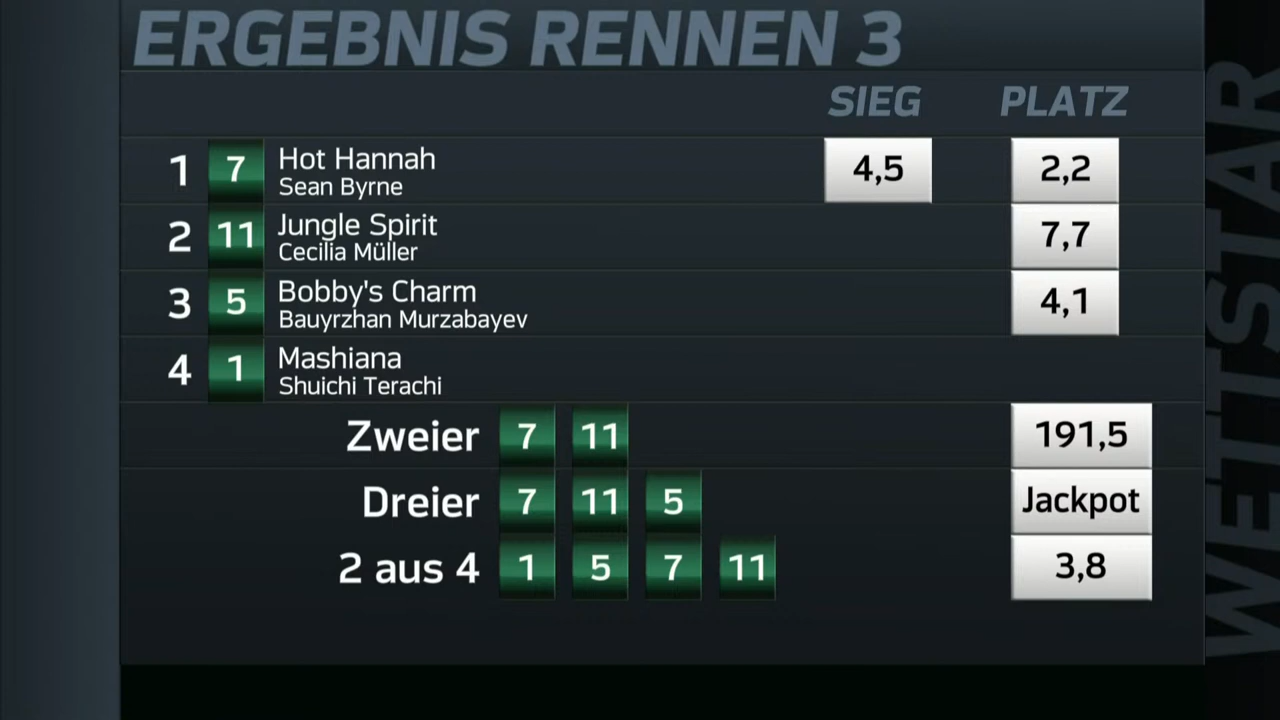 ERGEBNIS RENNEN 3
SIEG PLATZ
1 7 Hot Hannah 4,5 2,2
Sean Byrne
2 11 Jungle Spirit 7,7
Cecilia Müller
3 5 Bobby's Charm 4,1
Bauyrzhan Murzabayev
4 1 Mashiana
Shuichi Terachi
Zweier 7 11 191,5
Dreier 7 11 5 Jackpot
2 aus 4 1 5 7 11 3,8
WETTSTAR